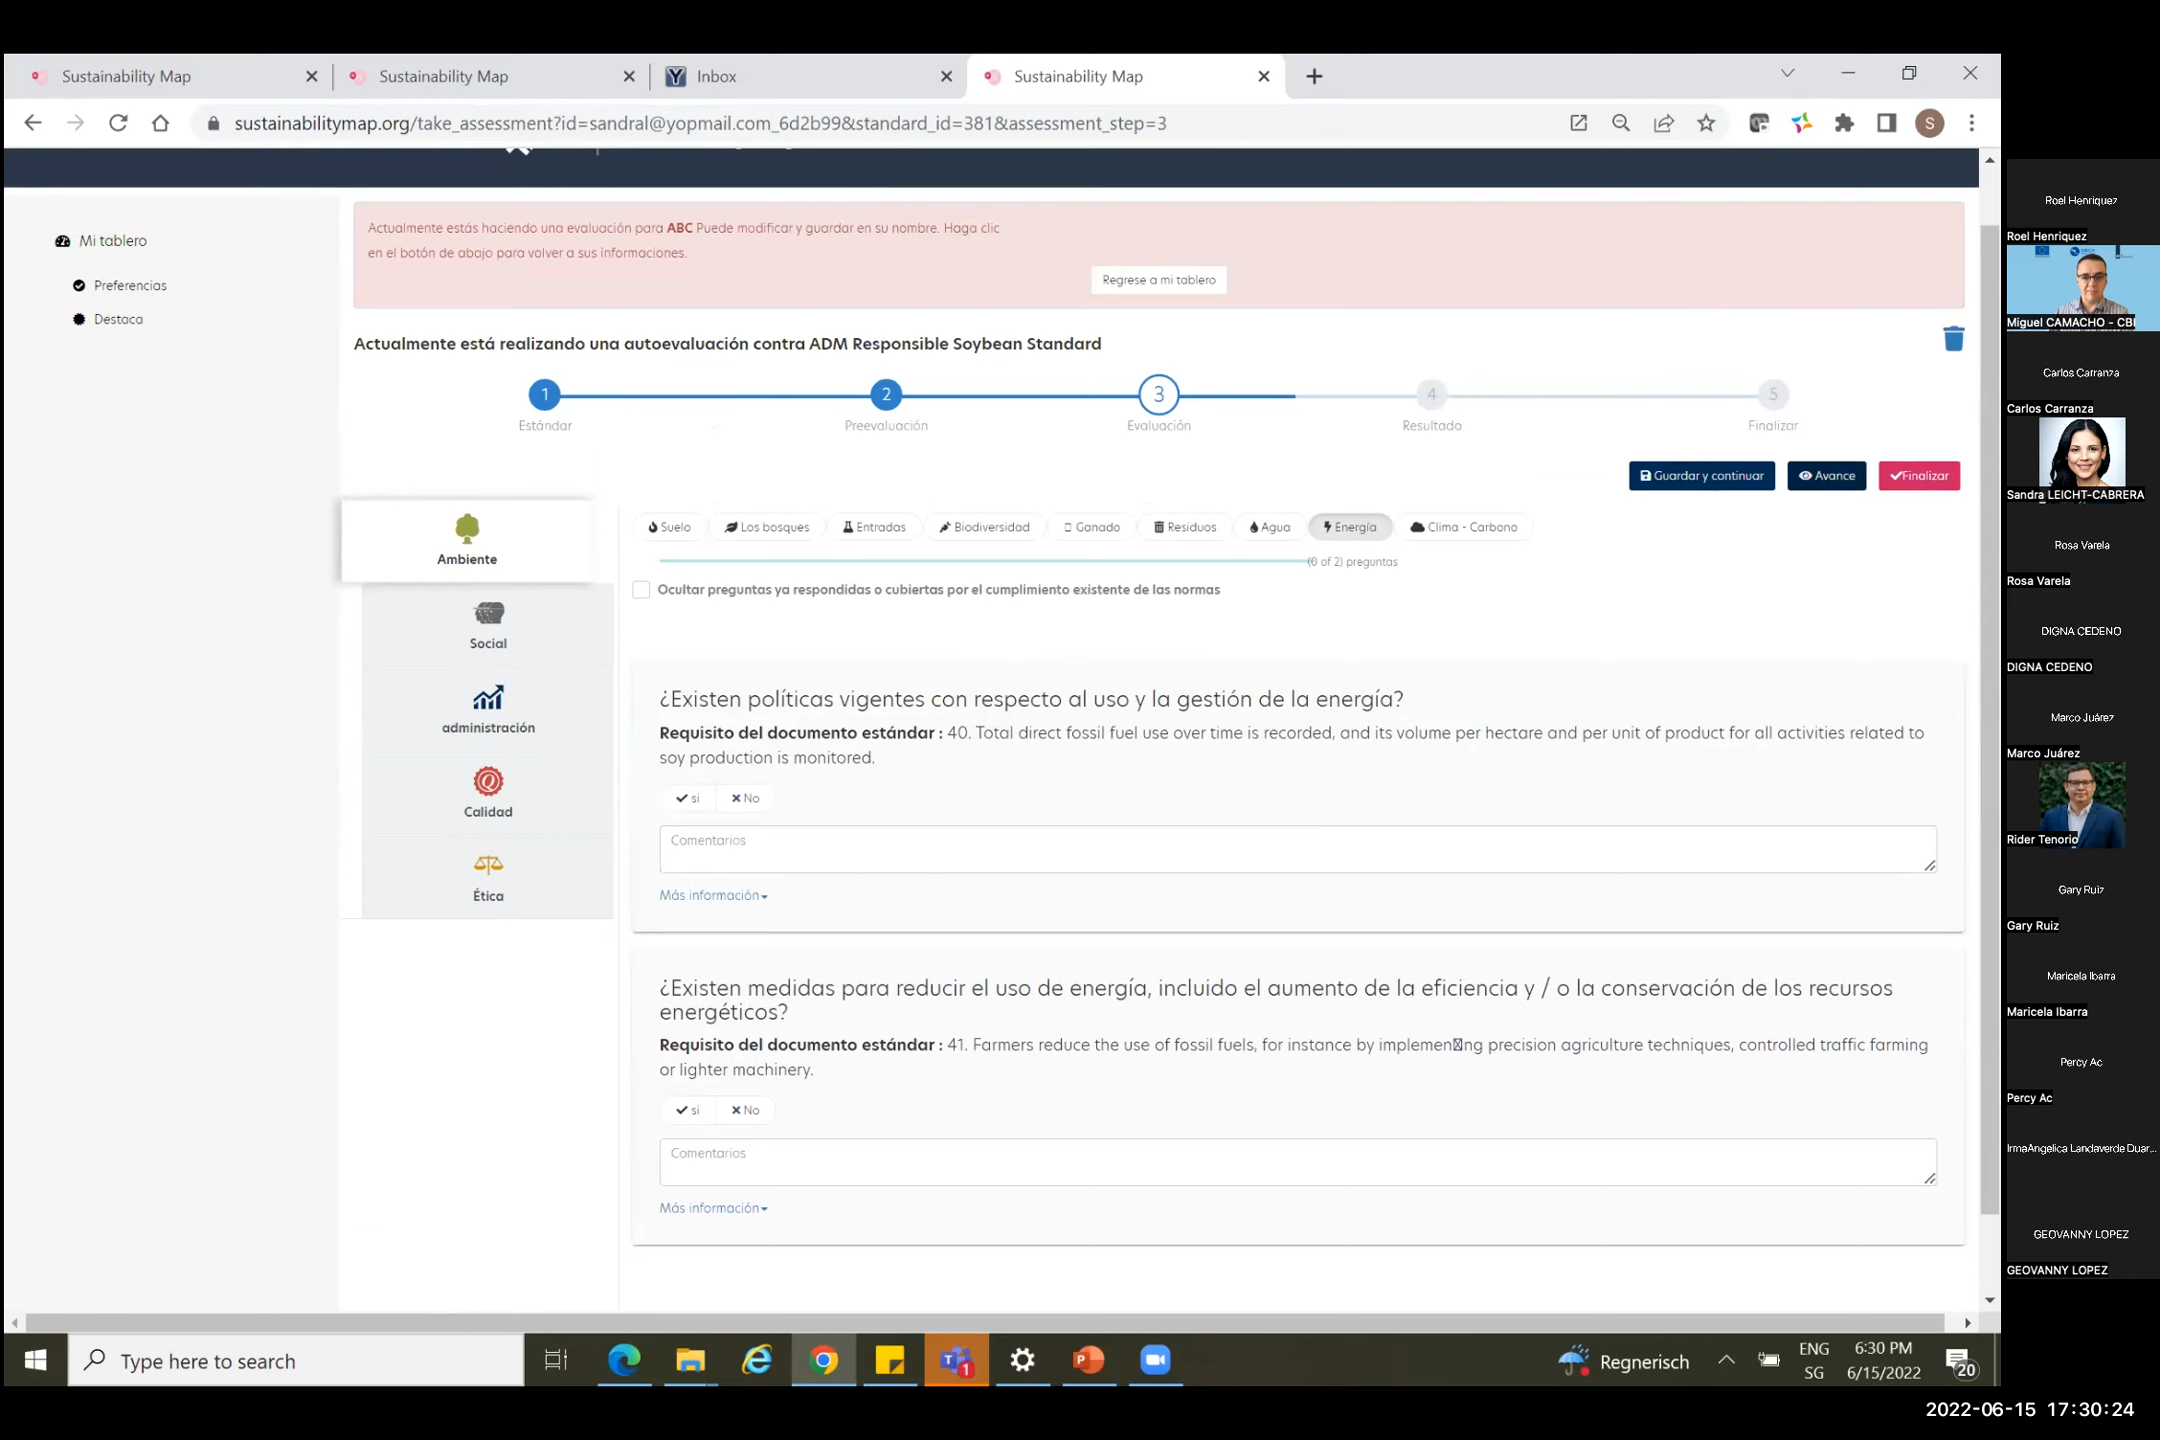 Sustainability Map
Sustainability Map
Inbox
Sustainability Map
sustainabilitymap.org/take_assessment?id=sandral@yopmail.com_6d2b99&standard_id=381&assessment_step=3
S
Mi tablero
Preferencias
Destaca
Actualmente estás haciendo una evaluación para ABC Puede modificar y guardar en su nombre. Haga clic
en el botón de abajo para volver a sus informaciones.
Regrese a mi tablero
Actualmente está realizando una autoevaluación contra ADM Responsible Soybean Standard
1 2 3 4 5
Estándar Preevaluación Evaluación Resultado Finalizar
Guardar y continuar Avance Finalizar
Ambiente
Social
administración
Calidad
Ética
Suelo Los bosques Entradas Biodiversidad Ganado Residuos Agua Energía Clima - Carbono
(0 of 2) preguntas
Ocultar preguntas ya respondidas o cubiertas por el cumplimiento existente de las normas
¿Existen políticas vigentes con respecto al uso y la gestión de la energía?
Requisito del documento estándar : 40. Total direct fossil fuel use over time is recorded, and its volume per hectare and per unit of product for all activities related to
soy production is monitored.
si No
Comentarios
Más información
¿Existen medidas para reducir el uso de energía, incluido el aumento de la eficiencia y / o la conservación de los recursos
energéticos?
Requisito del documento estándar : 41. Farmers reduce the use of fossil fuels, for instance by implemen▯ng precision agriculture techniques, controlled traffic farming
or lighter machinery.
si No
Comentarios
Más información
Roel Henriquez
Roel Henriquez
Miguel CAMACHO - CBI
Carlos Carranza
Carlos Carranza
Sandra LEICHT-CABRERA
Rosa Varela
Rosa Varela
DIGNA CEDENO
DIGNA CEDENO
Marco Juárez
Marco Juárez
Rider Tenorio
Gary Ruiz
Gary Ruiz
Maricela Ibarra
Maricela Ibarra
Percy Ac
Percy Ac
IrmaAngelica Landaverde Duar...
GEOVANNY LOPEZ
GEOVANNY LOPEZ
Type here to search
1
Regnerisch
ENG
SG
6:30 PM
6/15/2022
20
2022-06-15 17:30:24